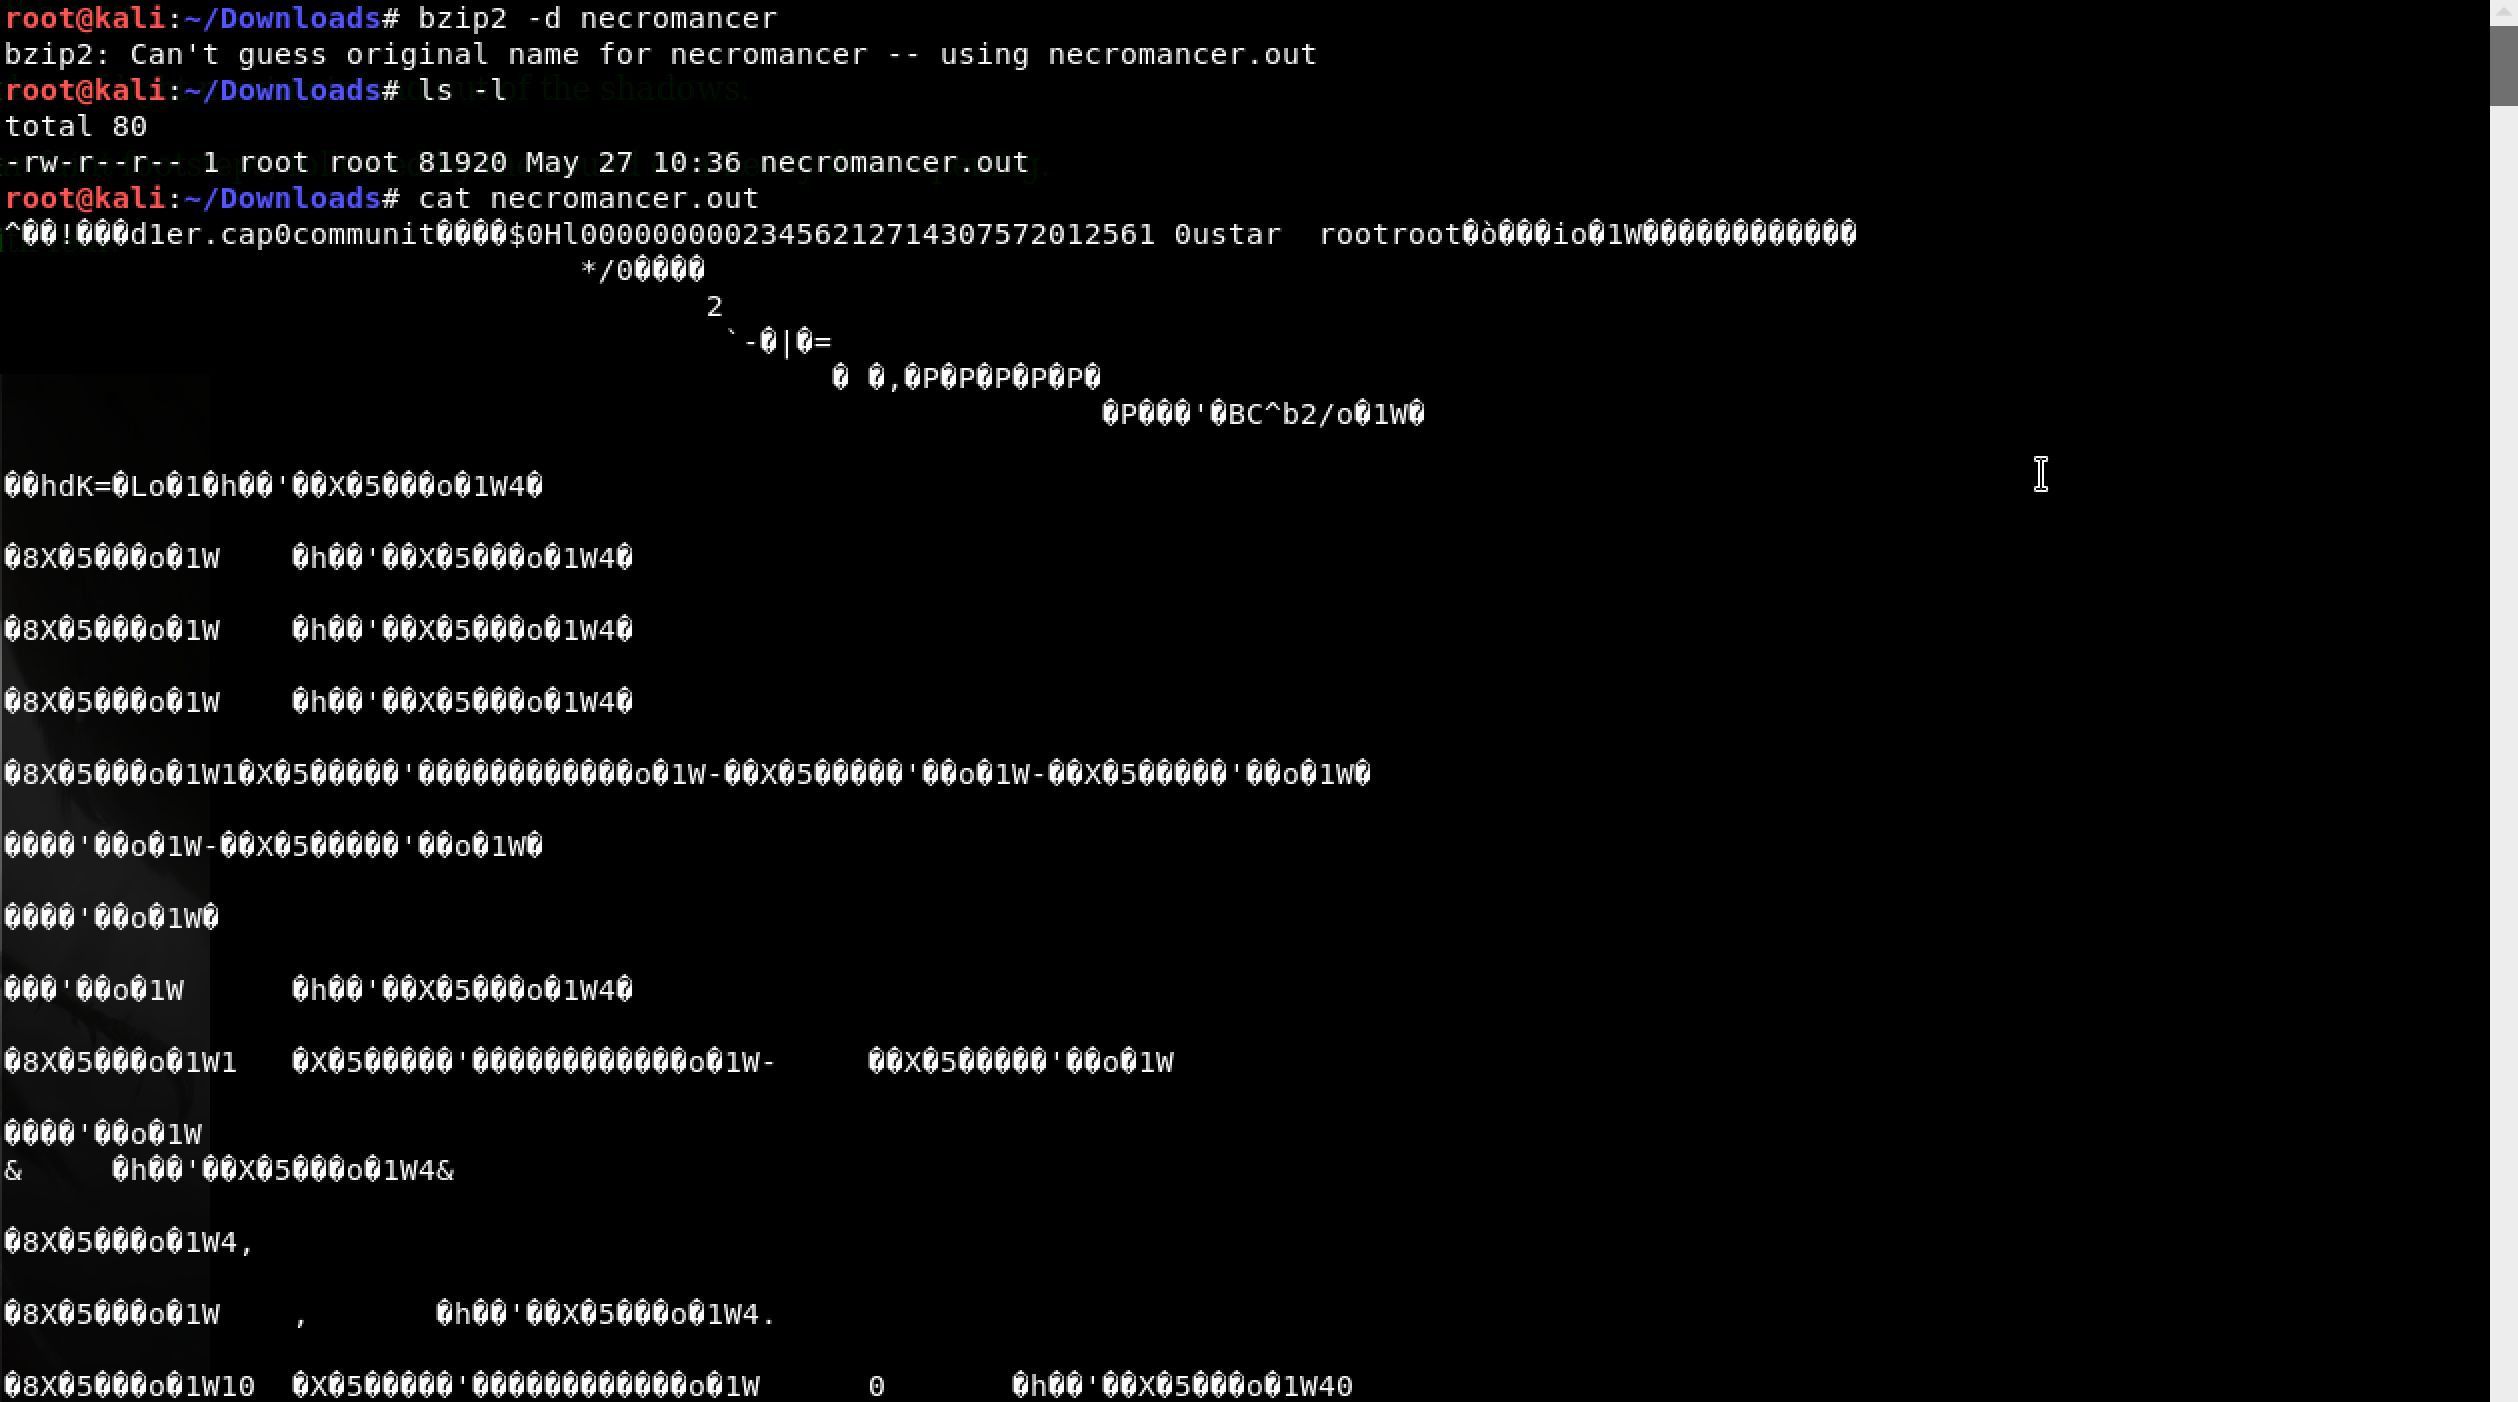 root@kali:~/Downloads# bzip2 -d necromancer
bzip2: Can't guess original name for necromancer -- using necromancer.out
root@kali:~/Downloads# ls -l
of the shadows.
total 80
-rw-r--r-- 1 root root 81920 May 27 10:36 necromancer.out
root@kali:~/Downloads# cat necromancer.out
^��!���d1er.cap0communit����$0Hl0000000002345621271430757201256​1 0ustar  rootroot�ò���io�1W������������
*/0����
2
`-�|�=
� �,�P�P�P�P�P�
�P���'�BC^b2/o�1W�
��hdK=�Lo�1�h��'��X�5���o�1W4�
�8X�5���o�1W    �h��'��X�5���o�1W4�
�8X�5���o�1W    �h��'��X�5���o�1W4�
�8X�5���o�1W    �h��'��X�5���o�1W4�
�8X�5���o�1W1�X�5�����'������������o�1W-��X�5�����'��o�1W-��X�5�����'��o�1W�
����'��o�1W-��X�5�����'��o�1W�
����'��o�1W�
���'��o�1W      �h��'��X�5���o�1W4�
�8X�5���o�1W1   �X�5�����'������������o�1W-     ��X�5�����'��o�1W
����'��o�1W
&     �h��'��X�5���o�1W4&
�8X�5���o�1W4,
�8X�5���o�1W    ,       �h��'��X�5���o�1W4.
�8X�5���o�1W10  �X�5�����'������������o�1W      0       �h��'��X�5���o�1W40